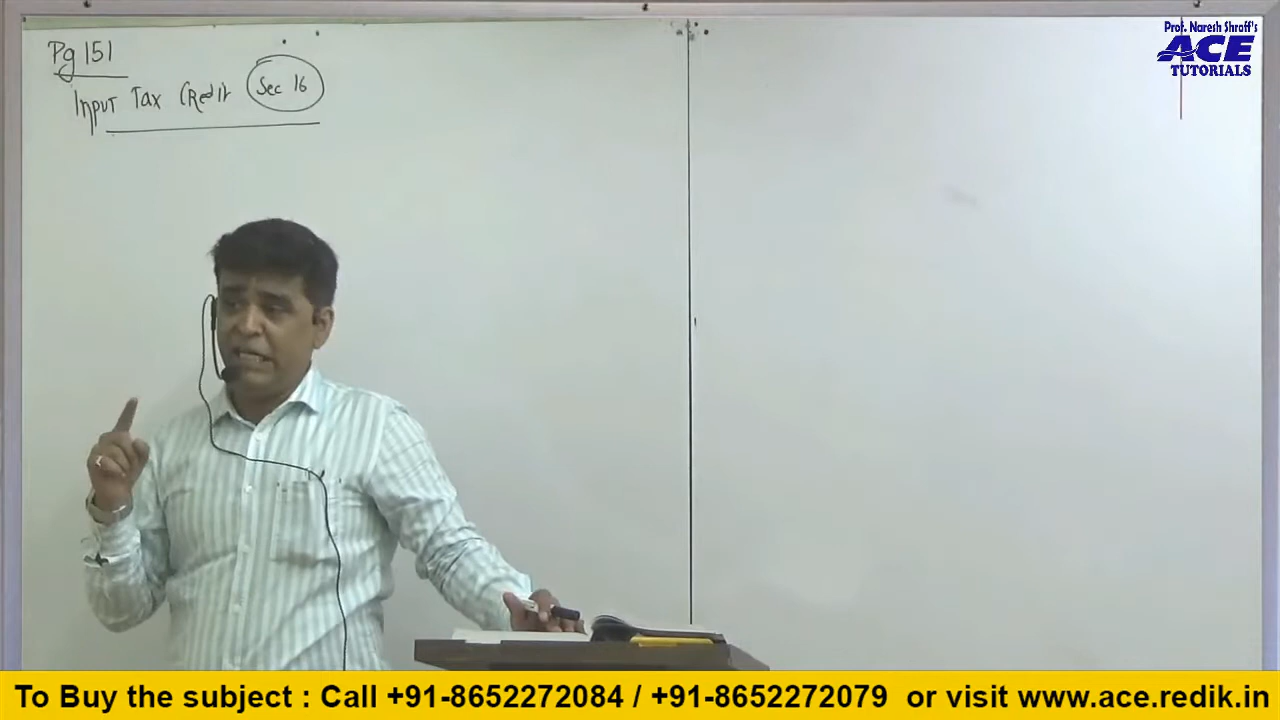 Pg 151
Input Tax Credit Sec 16
Prof. Naresh Shroff's
ACE
TUTORIALS
To Buy the subject : Call +91-8652272084 / +91-8652272079 or visit www.ace.redik.in